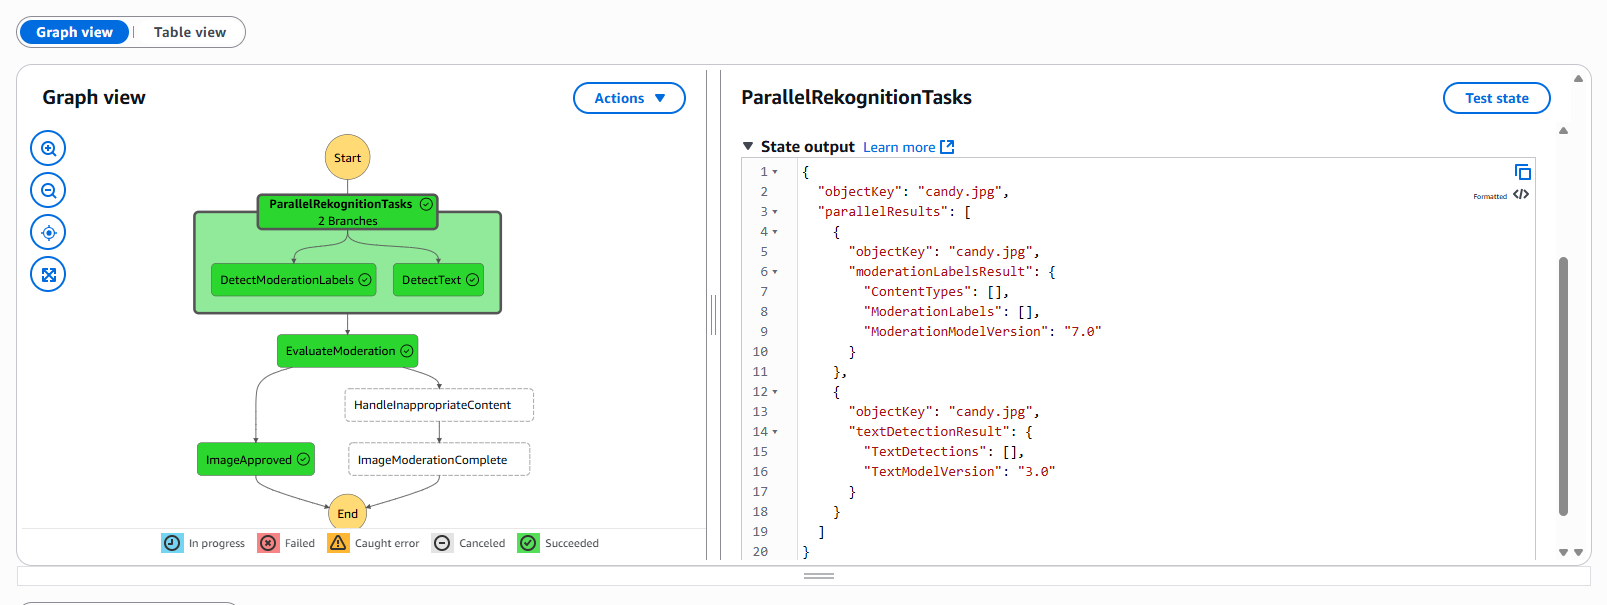 Graph view
Table view
Graph view
Actions
Start
ParallelRekognitionTasks
2 Branches
DetectModerationLabels
DetectText
EvaluateModeration
HandleInappropriateContent
ImageApproved
ImageModerationComplete
End
In progress
Failed
Caught error
Canceled
Succeeded
ParallelRekognitionTasks
Test state
State output Learn more
Formatted
1 {
2 "objectKey": "candy.jpg",
3 "parallelResults": [
4 {
5 "objectKey": "candy.jpg",
6 "moderationLabelsResult": {
7 "ContentTypes": [],
8 "ModerationLabels": [],
9 "ModerationModelVersion": "7.0"
10 }
11 },
12 {
13 "objectKey": "candy.jpg",
14 "textDetectionResult": {
15 "TextDetections": [],
16 "TextModelVersion": "3.0"
17 }
18 }
19 ]
20 }